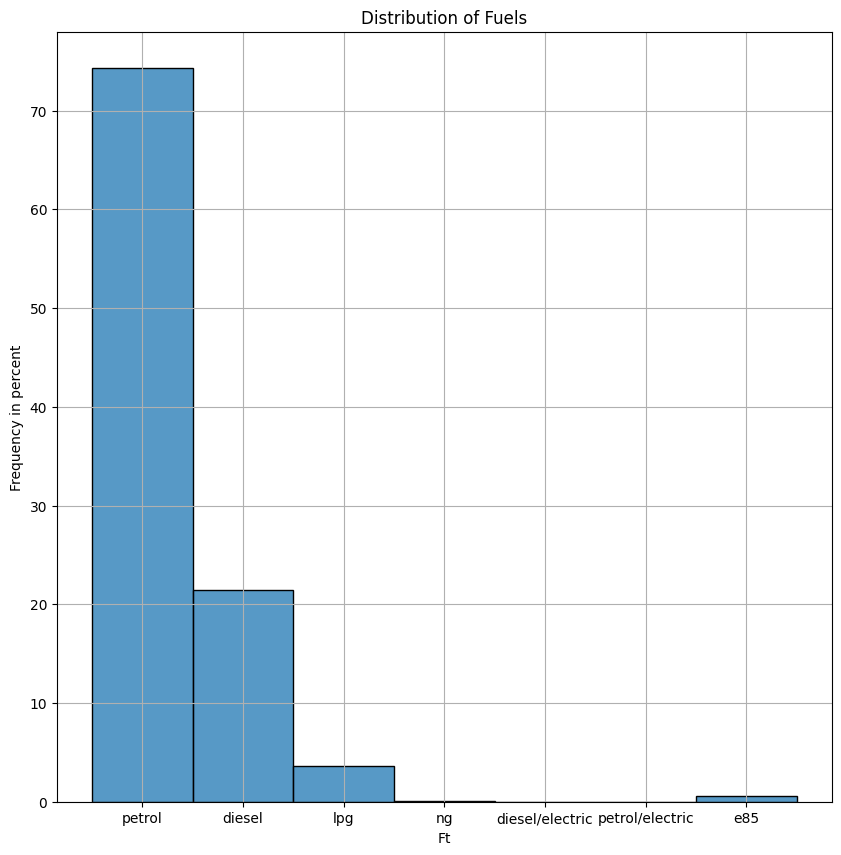 Distribution of Fuels
Frequency in percent
70
60
50
40
30
20
10
0
petrol diesel lpg ng diesel/electric petrol/electric e85
Ft